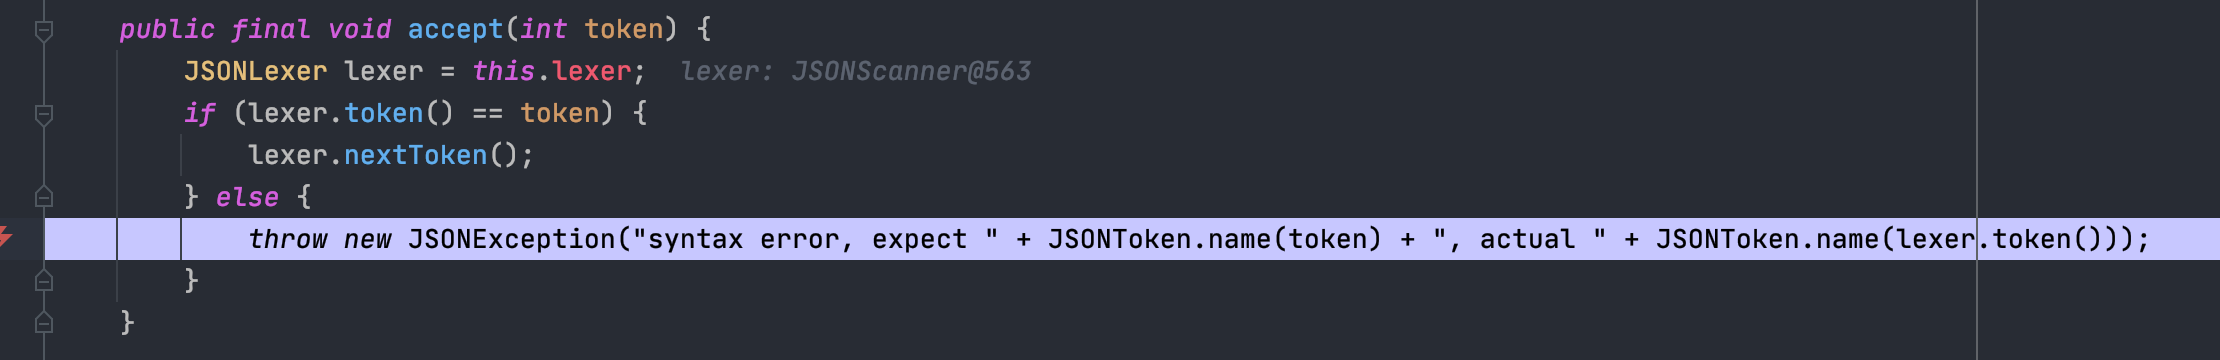 public final void accept(int token) {
JSONLexer lexer = this.lexer; lexer: JSONScanner@563
if (lexer.token() == token) {
lexer.nextToken();
} else {
throw new JSONException("syntax error, expect " + JSONToken.name(token) + ", actual " + JSONToken.name(lexer.token()));
}
}